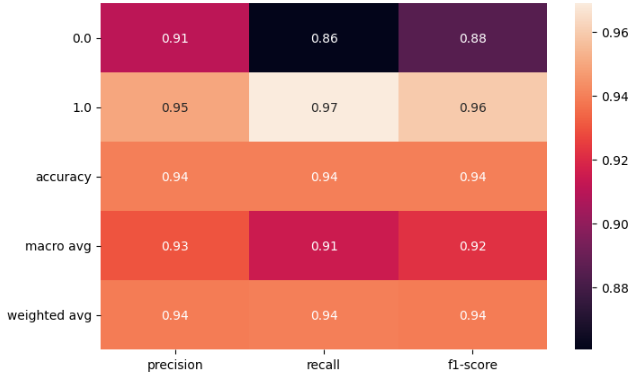 0.0 0.91 0.86 0.88
1.0 0.95 0.97 0.96
accuracy 0.94 0.94 0.94
macro avg 0.93 0.91 0.92
weighted avg 0.94 0.94 0.94
precision recall f1-score
0.96
0.94
0.92
0.90
0.88